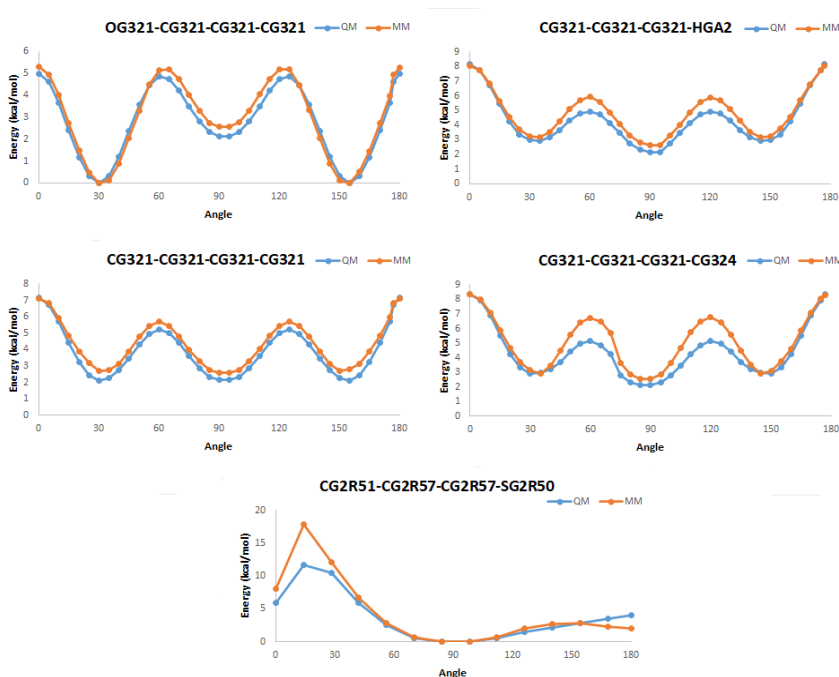 OG321-CG321-CG321-CG321 QM MM
Energy (kcal/mol)
6
5
4
3
2
1
0
0 30 60 90 120 150 180
Angle
CG321-CG321-CG321-HGA2 QM MM
Energy (kcal/mol)
9
8
7
6
5
4
3
2
1
0
0 30 60 90 120 150 180
Angle
CG321-CG321-CG321-CG321 QM MM
Energy (kcal/mol)
8
7
6
5
4
3
2
1
0
0 30 60 90 120 150 180
Angle
CG321-CG321-CG321-CG324 QM MM
Energy (kcal/mol)
9
8
7
6
5
4
3
2
1
0
0 30 60 90 120 150 180
Angle
CG2R51-CG2R57-CG2R57-SG2R50
QM MM
Energy (kcal/mol)
20
15
10
5
0
0 30 60 90 120 150 180
Angle